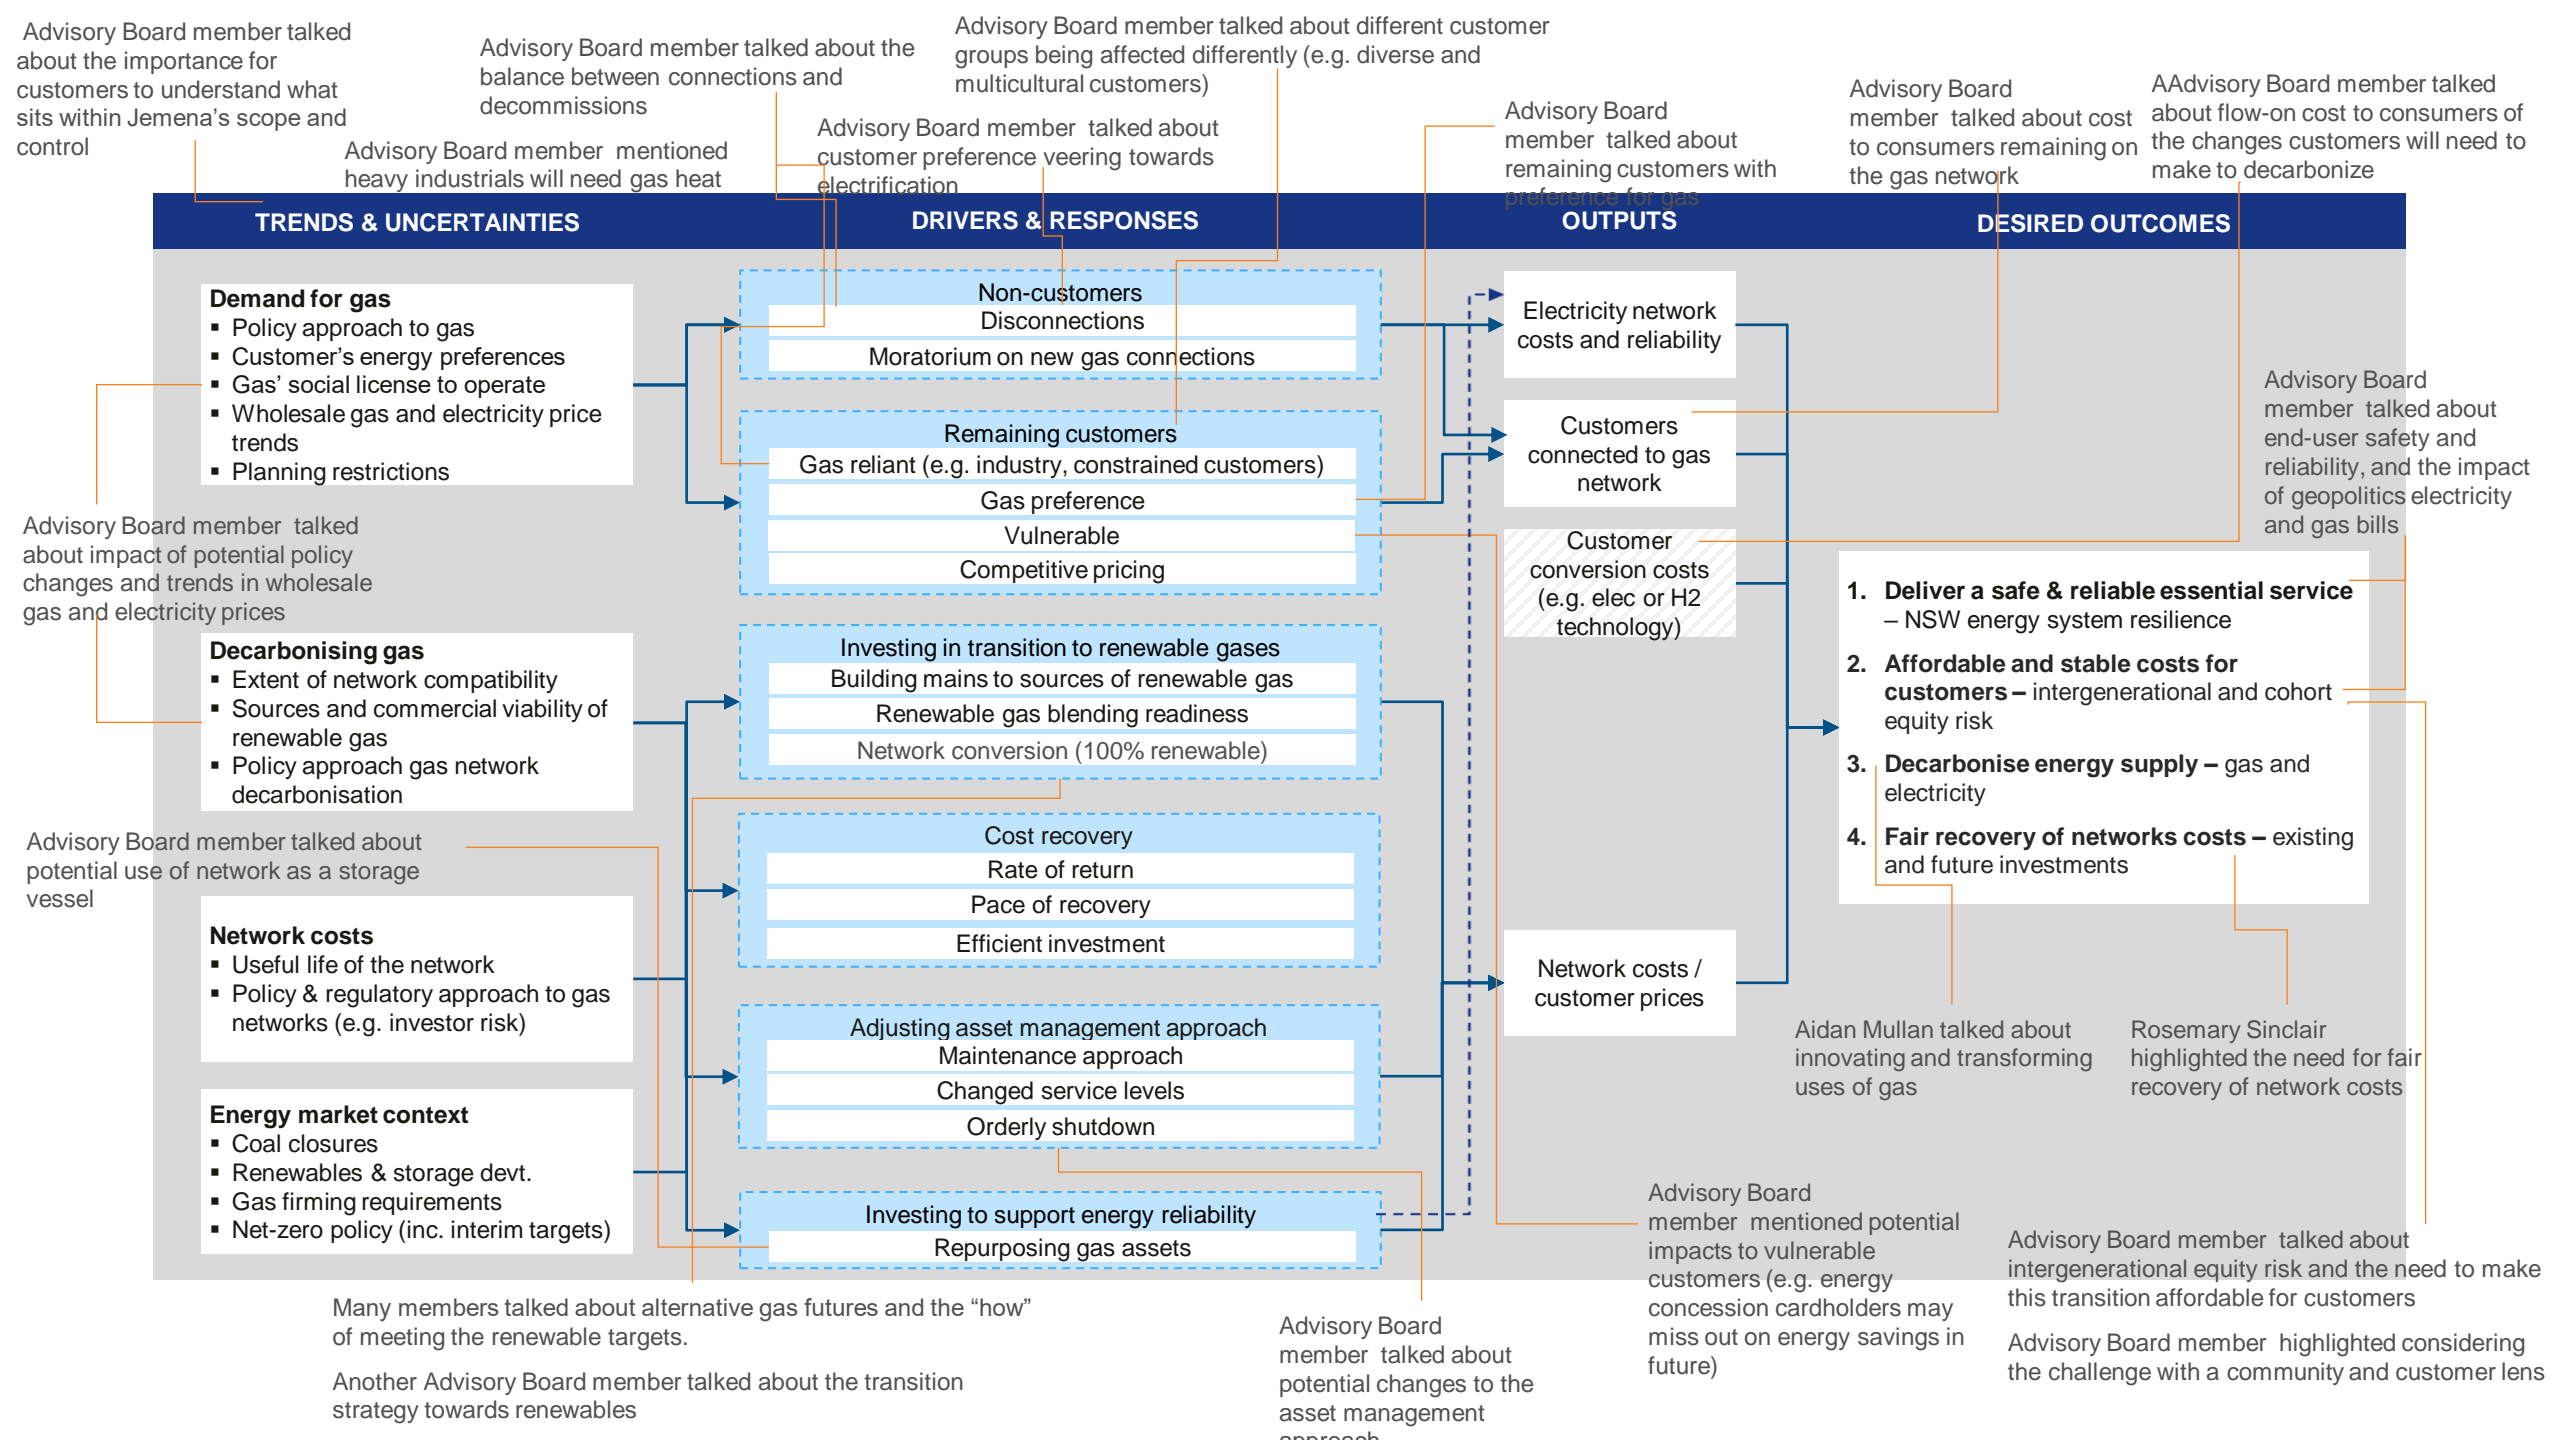 Advisory Board member talked
about the importance for
customers to understand what
sits within Jemena’s scope and
control
Advisory Board member talked about the
balance between connections and
decommissions
Advisory Board member talked about different customer
groups being affected differently (e.g. diverse and
multicultural customers)
Advisory Board member mentioned
heavy industrials will need gas heat
Advisory Board member talked about
customer preference veering towards
electrification
Advisory Board
member talked about
remaining customers with
preference for gas
Advisory Board
member talked about cost
to consumers remaining on
the gas network
AAdvisory Board member talked
about flow-on cost to consumers of
the changes customers will need to
make to decarbonize
TRENDS & UNCERTAINTIES
DRIVERS & RESPONSES
OUTPUTS
DESIRED OUTCOMES
Demand for gas
▪ Policy approach to gas
▪ Customer’s energy preferences
▪ Gas’ social license to operate
▪ Wholesale gas and electricity price
trends
▪ Planning restrictions
Advisory Board member talked
about impact of potential policy
changes and trends in wholesale
gas and electricity prices
Decarbonising gas
▪ Extent of network compatibility
▪ Sources and commercial viability of
renewable gas
▪ Policy approach gas network
decarbonisation
Advisory Board member talked about
potential use of network as a storage
vessel
Network costs
▪ Useful life of the network
▪ Policy & regulatory approach to gas
networks (e.g. investor risk)
Energy market context
▪ Coal closures
▪ Renewables & storage devt.
▪ Gas firming requirements
▪ Net-zero policy (inc. interim targets)
Non-customers
Disconnections
Moratorium on new gas connections
Remaining customers
Gas reliant (e.g. industry, constrained customers)
Gas preference
Vulnerable
Competitive pricing
Investing in transition to renewable gases
Building mains to sources of renewable gas
Renewable gas blending readiness
Network conversion (100% renewable)
Cost recovery
Rate of return
Pace of recovery
Efficient investment
Adjusting asset management approach
Maintenance approach
Changed service levels
Orderly shutdown
Investing to support energy reliability
Repurposing gas assets
Electricity network
costs and reliability
Customers
connected to gas
network
Customer
conversion costs
(e.g. elec or H2
technology)
Network costs /
customer prices
Advisory Board
member talked about
end-user safety and
reliability, and the impact
of geopolitics electricity
and gas bills
1. Deliver a safe & reliable essential service
– NSW energy system resilience
2. Affordable and stable costs for
customers – intergenerational and cohort
equity risk
3. Decarbonise energy supply – gas and
electricity
4. Fair recovery of networks costs – existing
and future investments
Aidan Mullan talked about
innovating and transforming
uses of gas
Rosemary Sinclair
highlighted the need for fair
recovery of network costs
Many members talked about alternative gas futures and the “how”
of meeting the renewable targets.
Another Advisory Board member talked about the transition
strategy towards renewables
Advisory Board
member talked about
potential changes to the
asset management
approach
Advisory Board
member mentioned potential
impacts to vulnerable
customers (e.g. energy
concession cardholders may
miss out on energy savings in
future)
Advisory Board member talked about
intergenerational equity risk and the need to make
this transition affordable for customers
Advisory Board member highlighted considering
the challenge with a community and customer lens